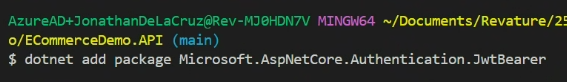 AzureAD+JonathanDeLaCruz@Rev-MJ0HDN7V MINGW64 ~/Documents/Revature/25
o/ECommerceDemo.API (main)
$ dotnet add package Microsoft.AspNetCore.Authentication.JwtBearer